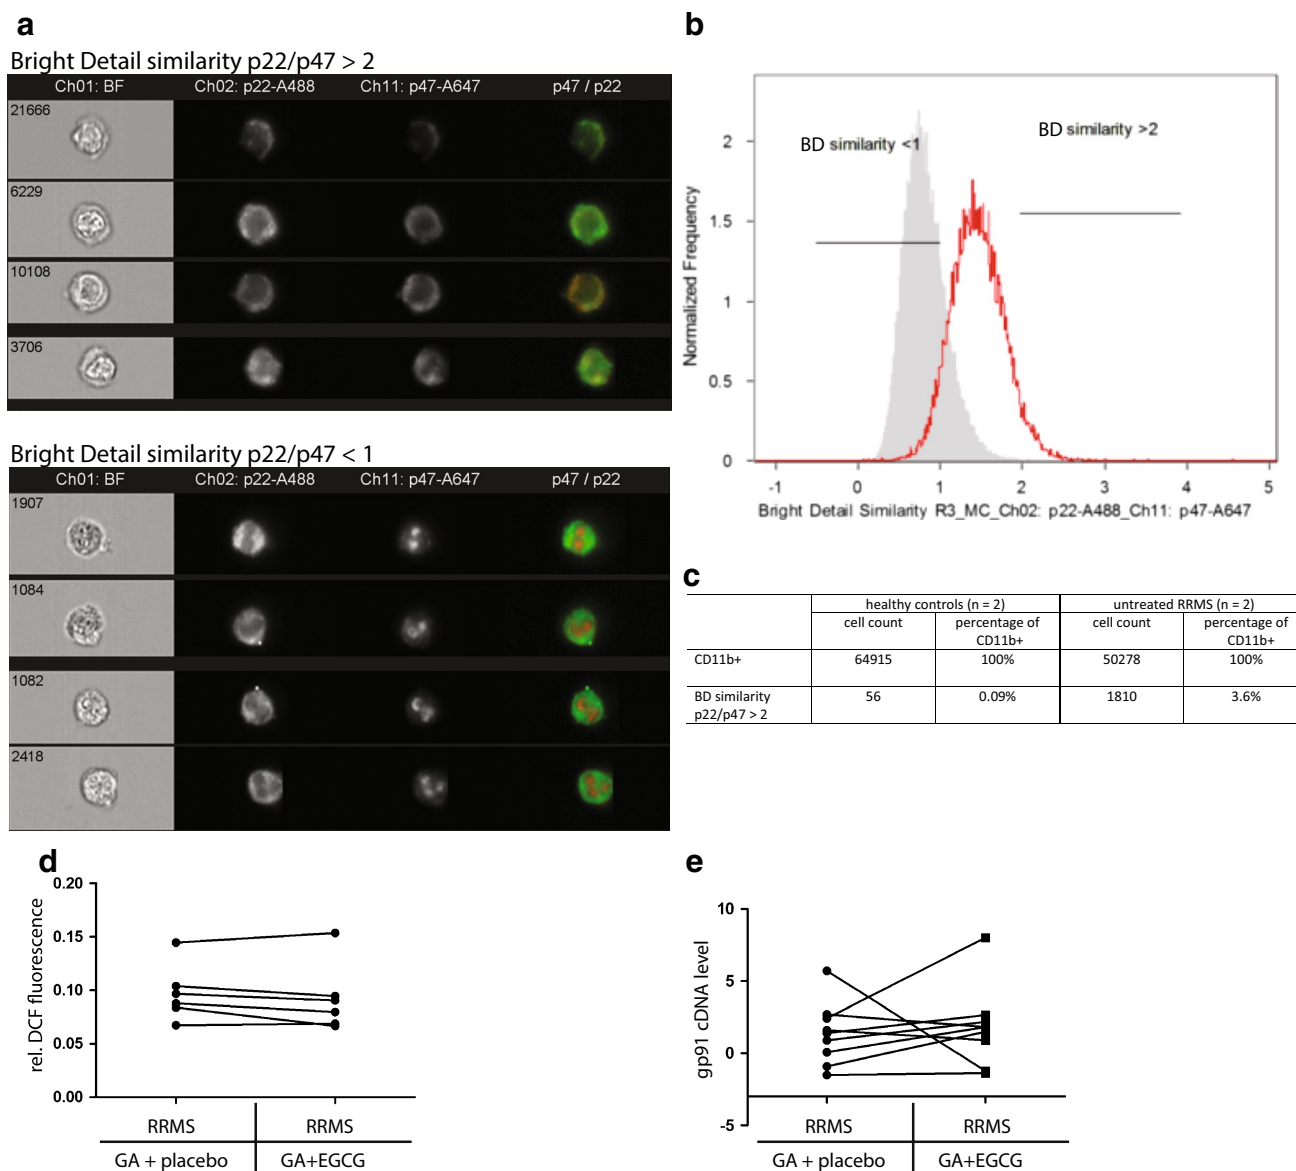 a
Bright Detail similarity p22/p47 > 2
Ch01: BF Ch02: p22-A488 Ch11: p47-A647 p47 / p22
21666
6229
10108
3706
Bright Detail similarity p22/p47 < 1
Ch01: BF Ch02: p22-A488 Ch11: p47-A647 p47 / p22
1907
1084
1082
2418
b
BD similarity <1
BD similarity >2
Normalized Frequency
2
1.5
1
0.5
0
-1 0 1 2 3 4 5
Bright Detail Similarity R3_MC_Ch02: p22-A488_Ch11: p47-A647
c
healthy controls (n = 2) untreated RRMS (n = 2)
cell count percentage of CD11b+ cell count percentage of CD11b+
CD11b+ 64915 100% 50278 100%
BD similarity p22/p47 > 2 56 0.09% 1810 3.6%
d
rel. DCF fluorescence
0.20
0.15
0.10
0.05
0.00
RRMS RRMS
GA + placebo GA+EGCG
e
gp91 cDNA level
10
5
0
-5
RRMS RRMS
GA + placebo GA+EGCG